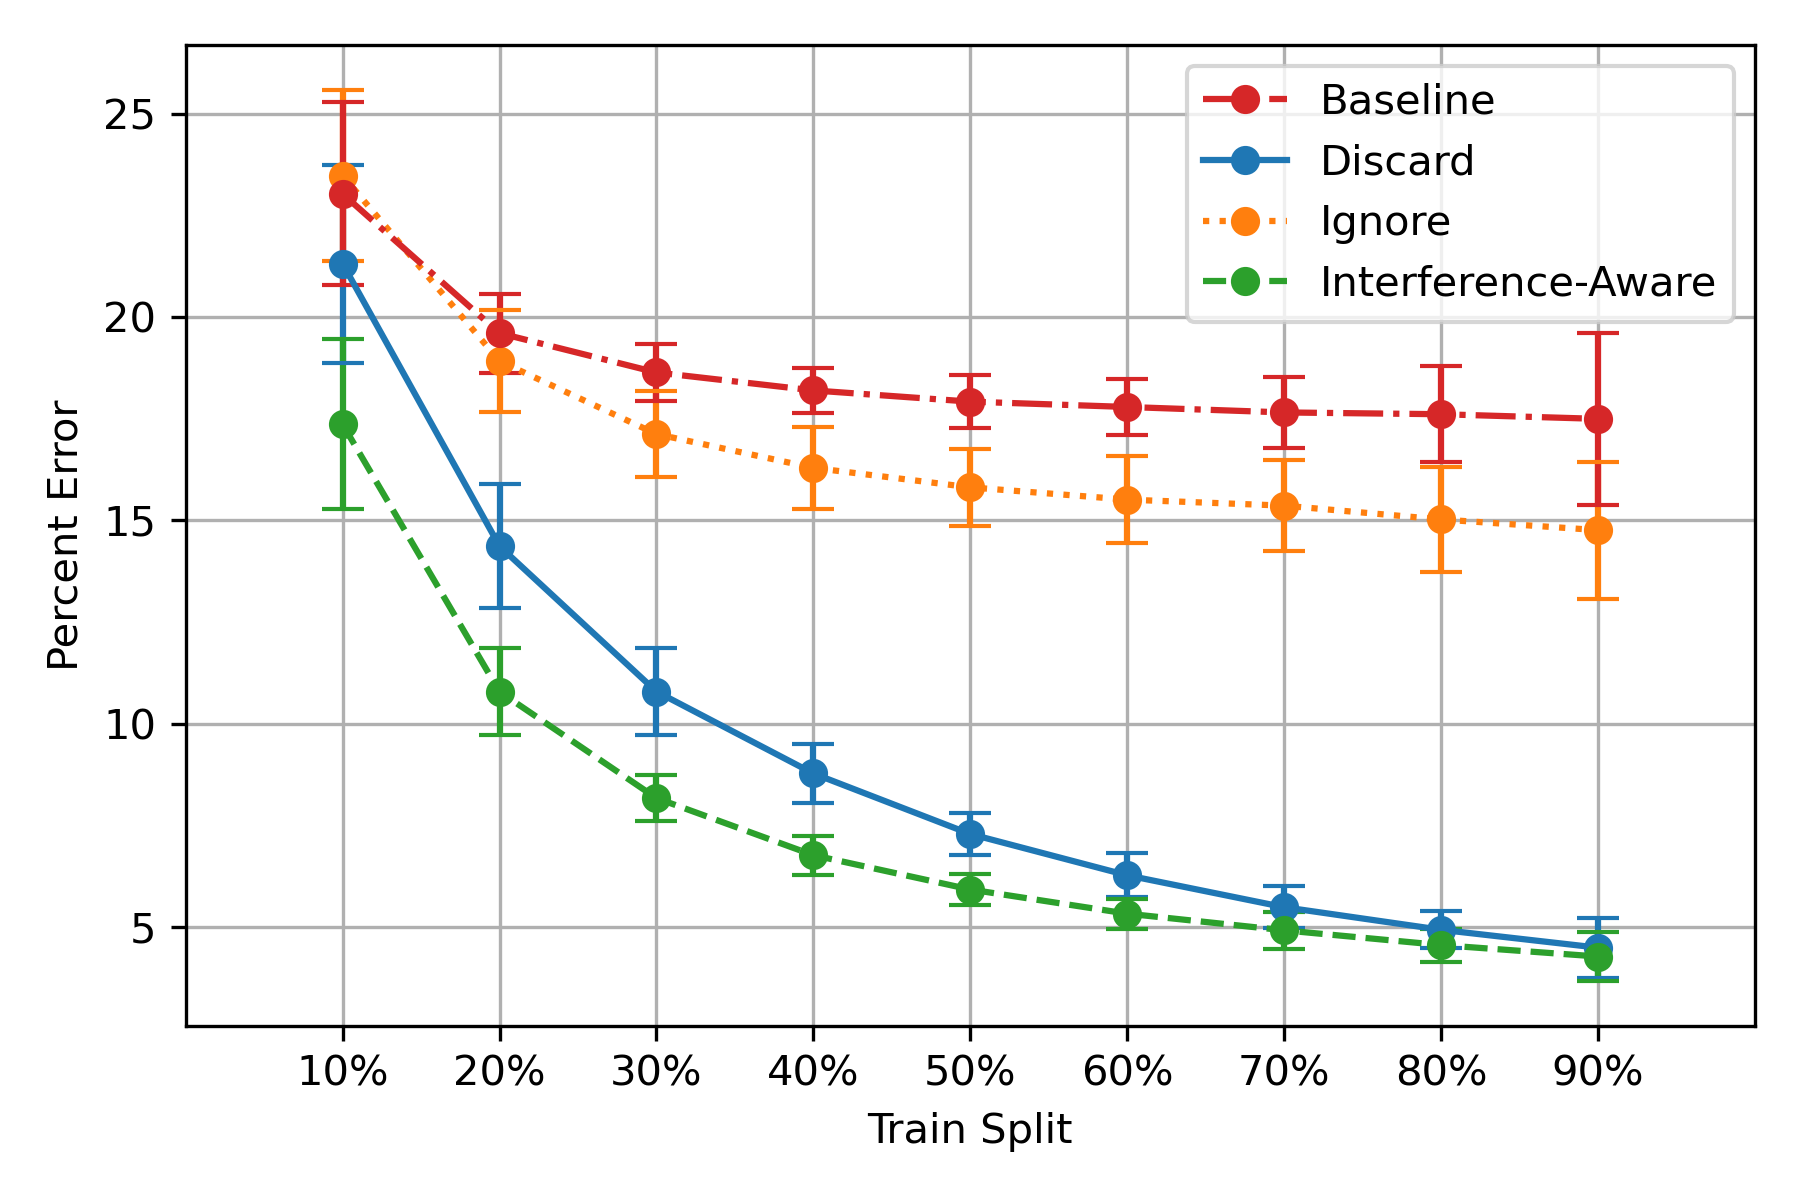 25
20
15
10
5
Percent Error
Baseline
Discard
Ignore
Interference-Aware
10% 20% 30% 40% 50% 60% 70% 80% 90%
Train Split